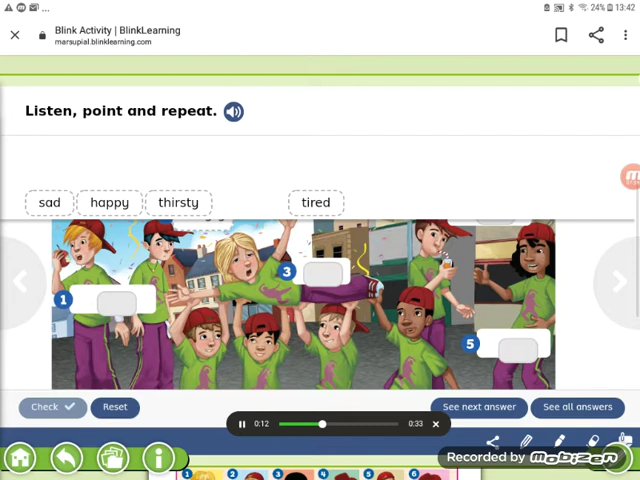 ... 24% 13:42
Blink Activity | BlinkLearning
marsupial.blinklearning.com
Listen, point and repeat.
sad happy thirsty tired
3
1
5
Check Reset See next answer See all answers
0:12 0:33
Recorded by mobizen
1 2 3 4 5 6